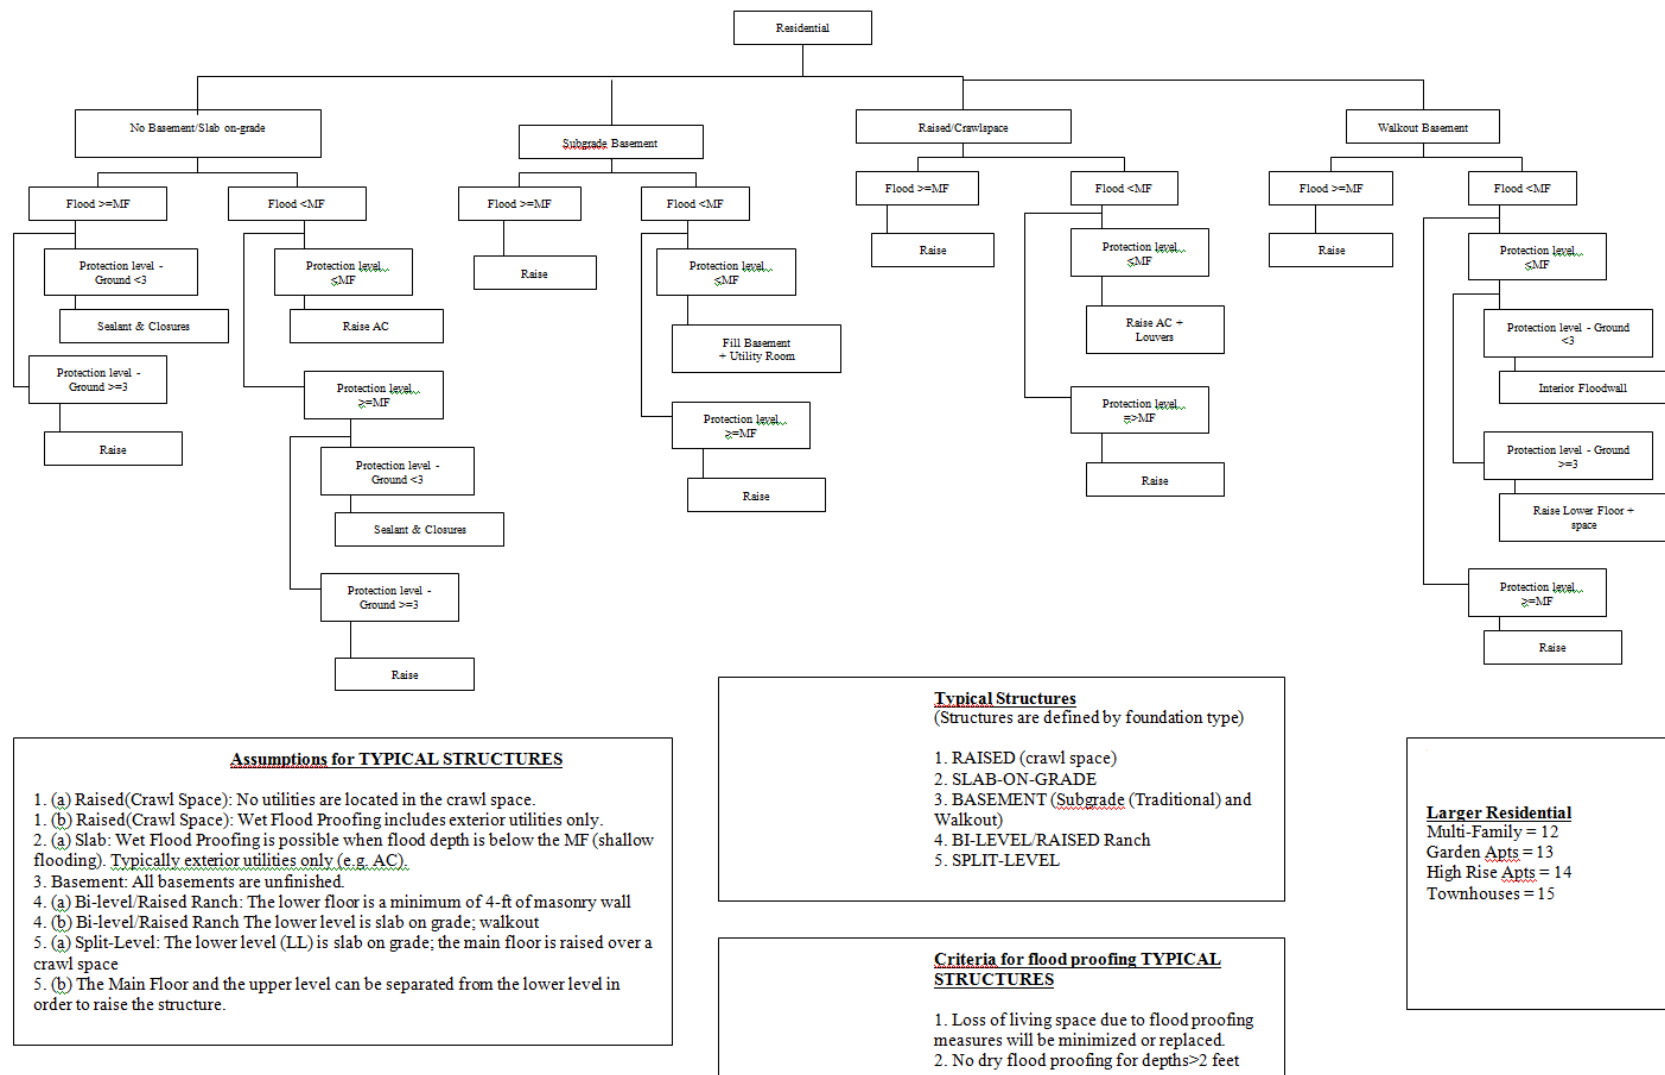 Residential
No Basement/Slab on-grade
Subgrade Basement
Raised/Crawlspace
Walkout Basement
Flood >=MF
Flood <MF
Flood >=MF
Flood <MF
Flood >=MF
Flood <MF
Flood >=MF
Flood <MF
Protection level -
Ground <3
Sealant & Closures
Protection level -
Ground >=3
Raise
Protection level
≤MF
Raise AC
Protection level
>=MF
Protection level -
Ground <3
Sealant & Closures
Protection level -
Ground >=3
Raise
Raise
Protection level
≤MF
Fill Basement
+ Utility Room
Protection level
>=MF
Raise
Raise
Protection level
≤MF
Raise AC +
Louvers
Protection level
=>MF
Raise
Raise
Protection level
≤MF
Protection level - Ground
<3
Interior Floodwall
Protection level - Ground
>=3
Raise Lower Floor +
space
Protection level
>=MF
Raise
Assumptions for TYPICAL STRUCTURES
1. (a) Raised(Crawl Space): No utilities are located in the crawl space.
1. (b) Raised(Crawl Space): Wet Flood Proofing includes exterior utilities only.
2. (a) Slab: Wet Flood Proofing is possible when flood depth is below the MF (shallow
flooding). Typically exterior utilities only (e.g. AC).
3. Basement: All basements are unfinished.
4. (a) Bi-level/Raised Ranch: The lower floor is a minimum of 4-ft of masonry wall
4. (b) Bi-level/Raised Ranch The lower level is slab on grade; walkout
5. (a) Split-Level: The lower level (LL) is slab on grade; the main floor is raised over a
crawl space
5. (b) The Main Floor and the upper level can be separated from the lower level in
order to raise the structure.
Typical Structures
(Structures are defined by foundation type)
1. RAISED (crawl space)
2. SLAB-ON-GRADE
3. BASEMENT (Subgrade (Traditional) and
Walkout)
4. BI-LEVEL/RAISED Ranch
5. SPLIT-LEVEL
Criteria for flood proofing TYPICAL
STRUCTURES
1. Loss of living space due to flood proofing
measures will be minimized or replaced.
2. No dry flood proofing for depths>2 feet
Larger Residential
Multi-Family = 12
Garden Apts = 13
High Rise Apts = 14
Townhouses = 15